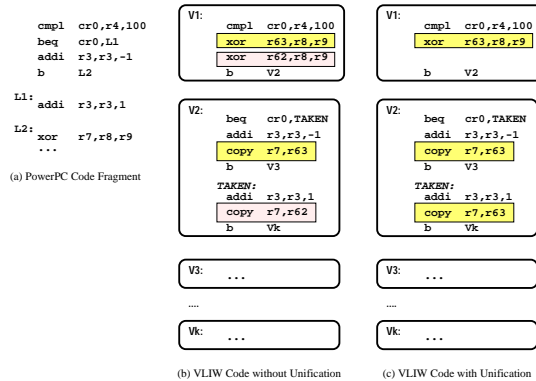 cmpl cr0,r4,100
beq cr0,L1
addi r3,r3,-1
b L2
L1: addi r3,r3,1
L2: xor r7,r8,r9
...
(a) PowerPC Code Fragment
V1:
cmpl cr0,r4,100
xor r63,r8,r9
xor r62,r8,r9
b V2
V2:
beq cr0,TAKEN
addi r3,r3,-1
copy r7,r63
b V3
TAKEN:
addi r3,r3,1
copy r7,r62
b Vk
V3: ...
....
Vk: ...
(b) VLIW Code without Unification
V1:
cmpl cr0,r4,100
xor r63,r8,r9
b V2
V2:
beq cr0,TAKEN
addi r3,r3,-1
copy r7,r63
b V3
TAKEN:
addi r3,r3,1
copy r7,r63
b Vk
V3: ...
....
Vk: ...
(c) VLIW Code with Unification